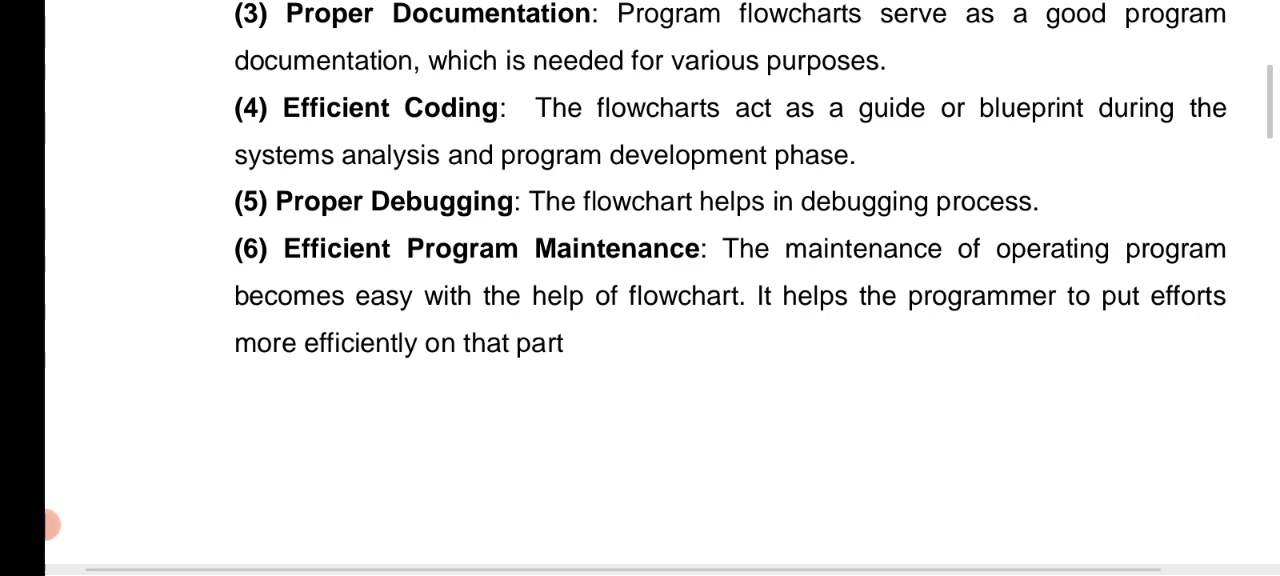 (3) Proper Documentation: Program flowcharts serve as a good program
documentation, which is needed for various purposes.
(4) Efficient Coding: The flowcharts act as a guide or blueprint during the
systems analysis and program development phase.
(5) Proper Debugging: The flowchart helps in debugging process.
(6) Efficient Program Maintenance: The maintenance of operating program
becomes easy with the help of flowchart. It helps the programmer to put efforts
more efficiently on that part